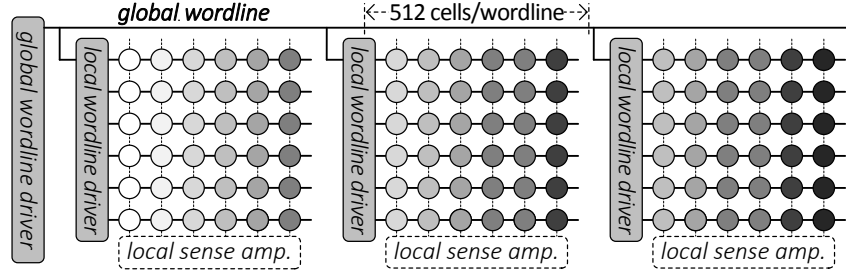 global wordline
512 cells/wordline
global wordline driver
local wordline driver
local wordline driver
local wordline driver
local sense amp.
local sense amp.
local sense amp.